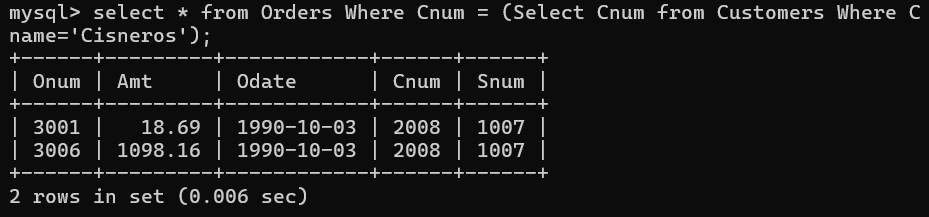 mysql> select * from Orders Where Cnum = (Select Cnum from Customers Where C
name='Cisneros');
+------+---------+------------+------+------+
| Onum | Amt     | Odate      | Cnum | Snum |
+------+---------+------------+------+------+
| 3001 |   18.69 | 1990-10-03 | 2008 | 1007 |
| 3006 | 1098.16 | 1990-10-03 | 2008 | 1007 |
+------+---------+------------+------+------+
2 rows in set (0.006 sec)